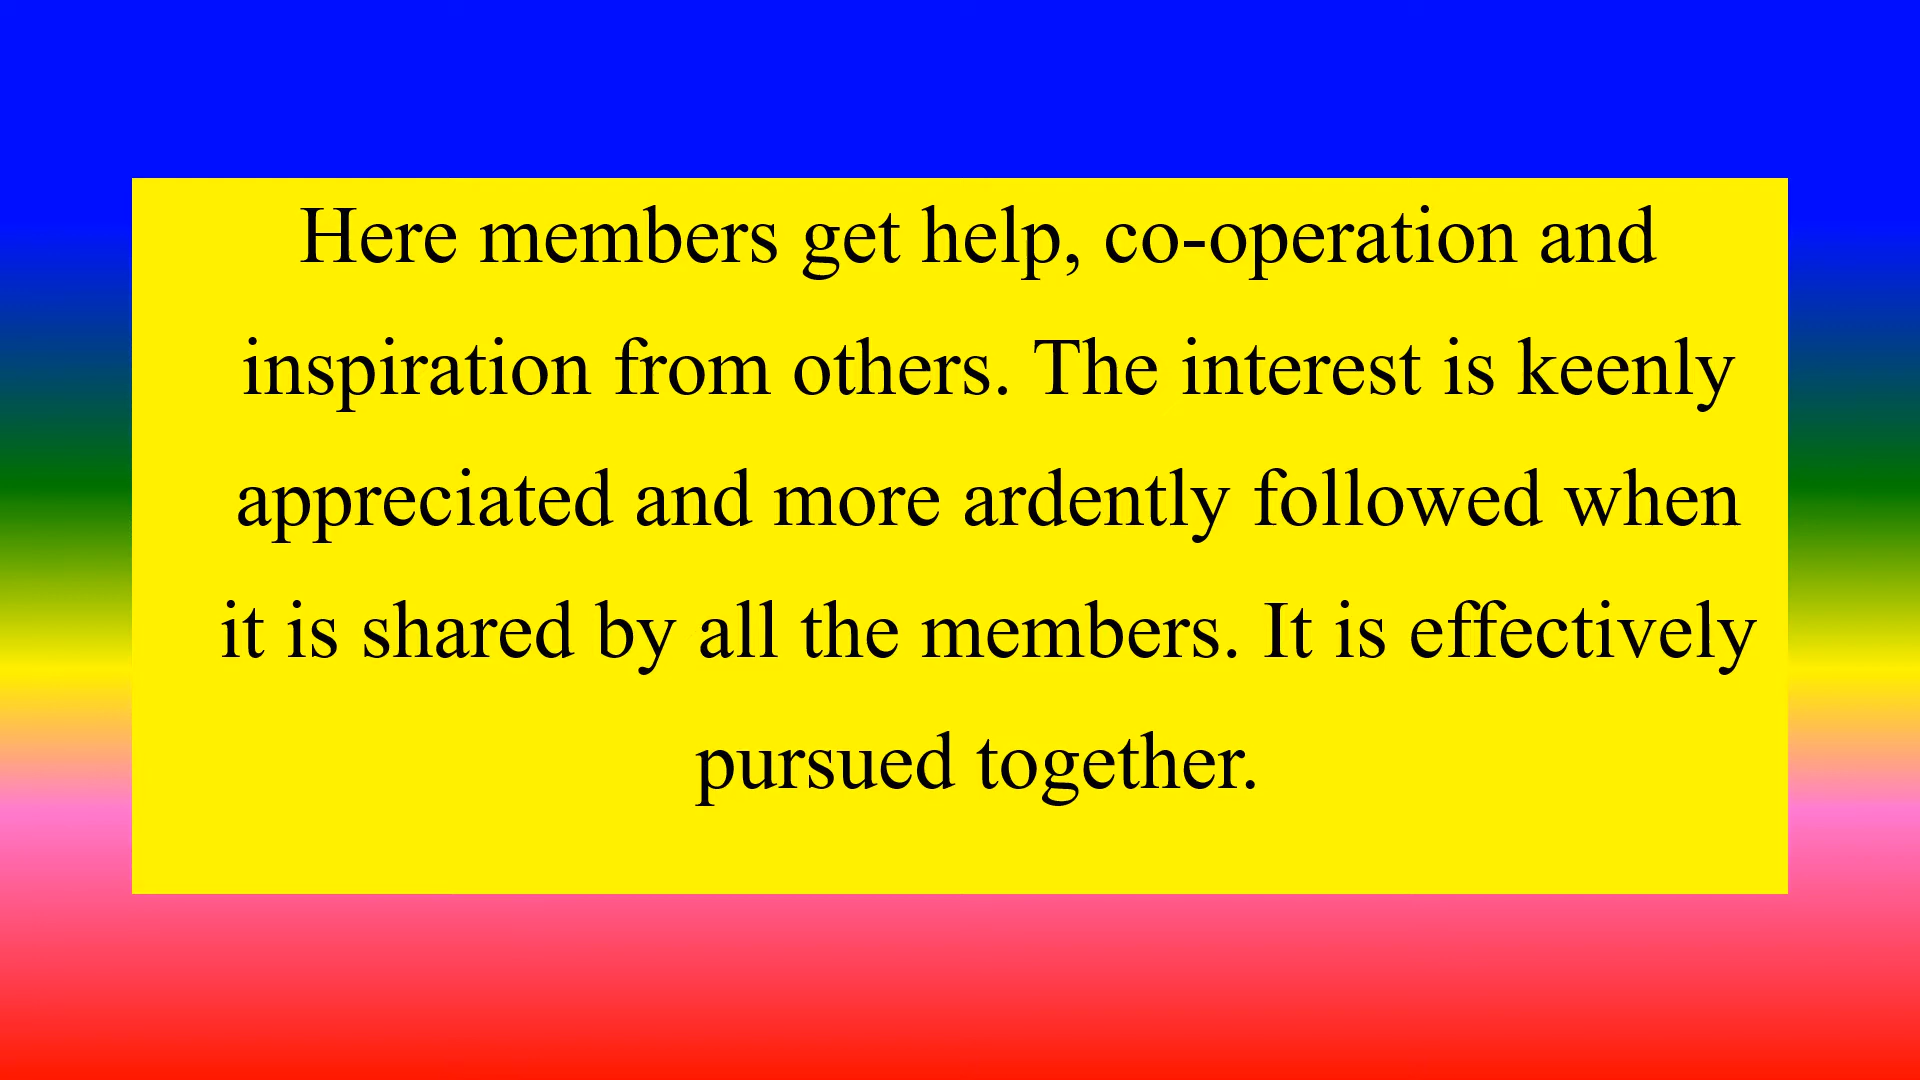 Here members get help, co-operation and
inspiration from others. The interest is keenly
appreciated and more ardently followed when
it is shared by all the members. It is effectively
pursued together.